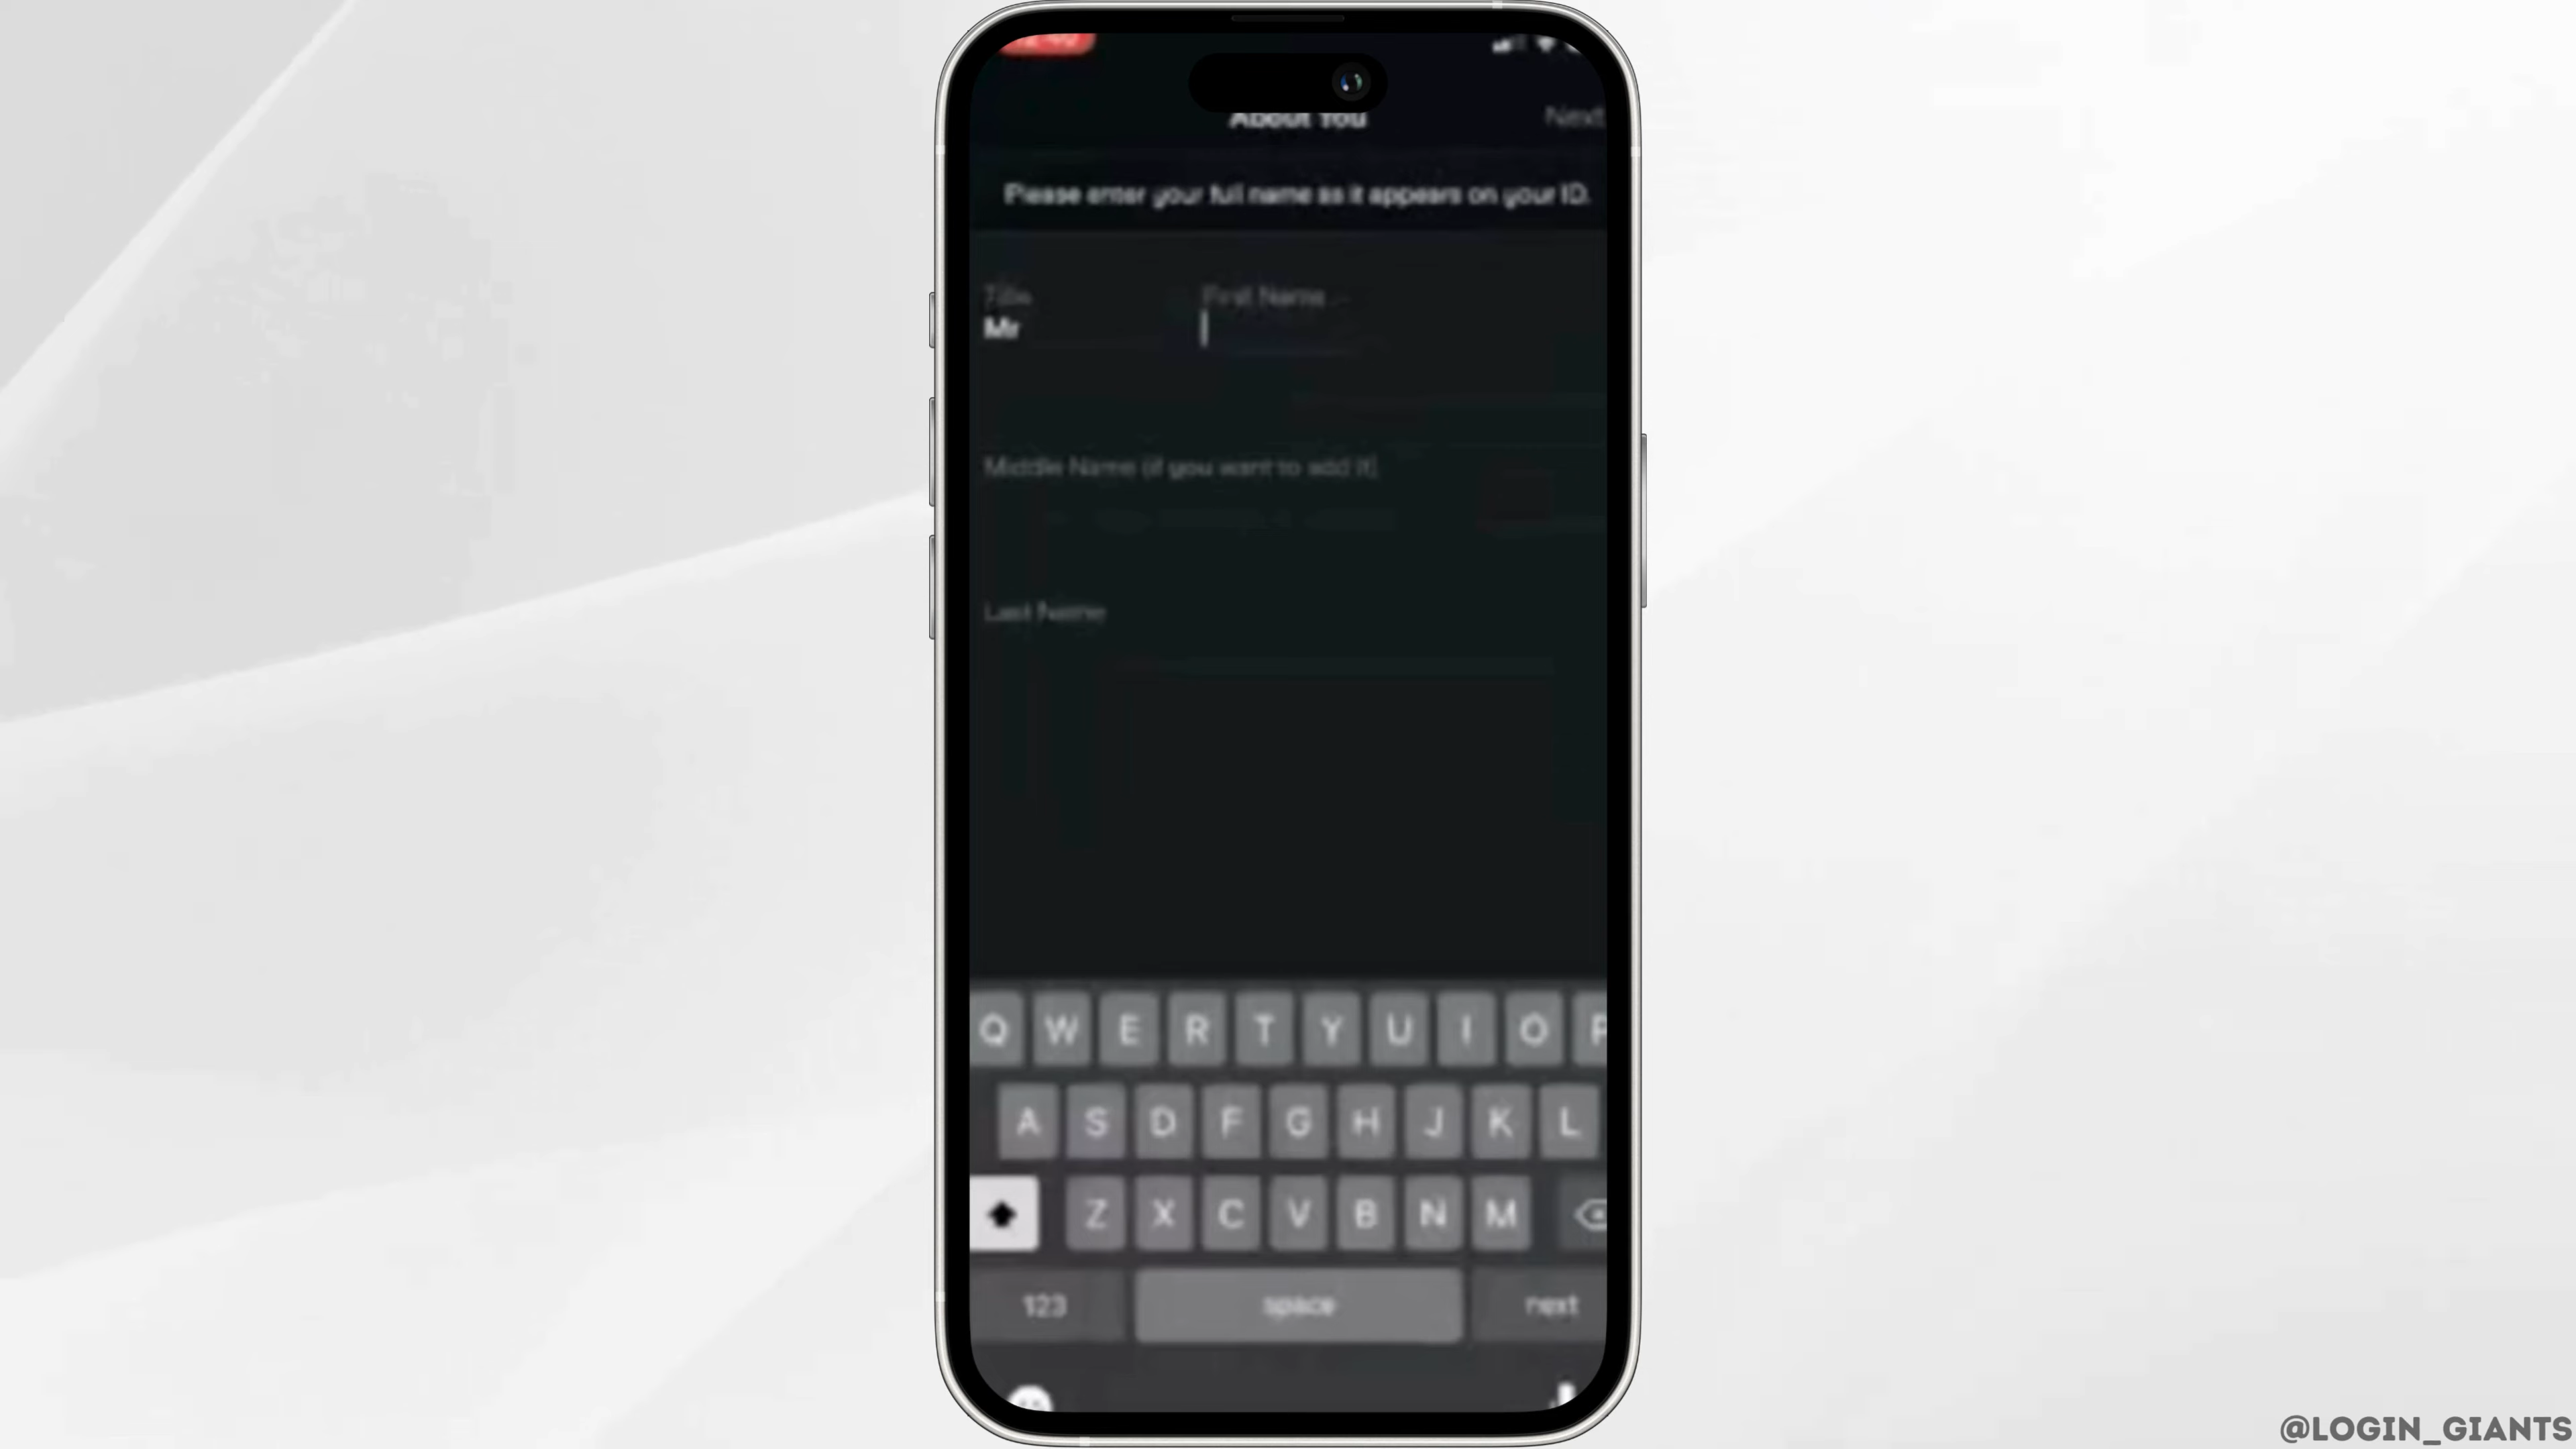 About You
Next
Please enter your full name as it appears on your ID.
Title
First Name
Mr
Middle Name (if you want to add it)
Last Name
Q W E R T Y U I O P
A S D F G H J K L
Z X C V B N M
123 space next
@LOGIN_GIANTS